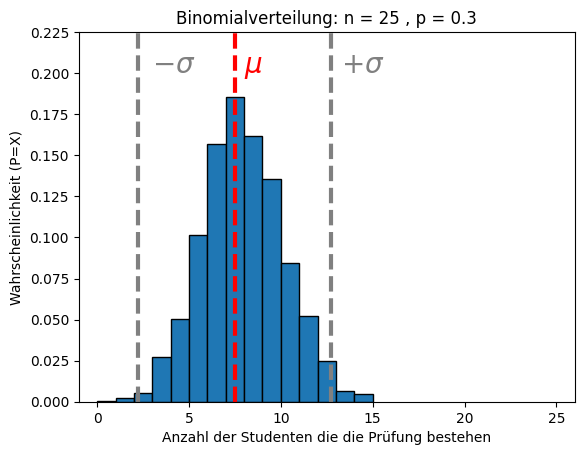 Binomialverteilung: n = 25 , p = 0.3
0.225
0.200
0.175
0.150
0.125
0.100
0.075
0.050
0.025
0.000
Wahrscheinlichkeit (P=X)
−σ
μ
+σ
0 5 10 15 20 25
Anzahl der Studenten die die Prüfung bestehen